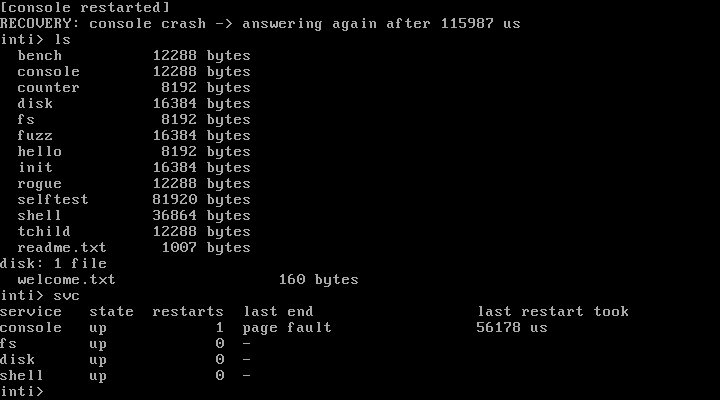 [console restarted]
RECOVERY: console crash -> answering again after 115987 us
inti> ls
  bench          12288 bytes
  console        12288 bytes
  counter         8192 bytes
  disk           16384 bytes
  fs              8192 bytes
  fuzz           16384 bytes
  hello           8192 bytes
  init           16384 bytes
  rogue          12288 bytes
  selftest       81920 bytes
  shell          36864 bytes
  tchild         12288 bytes
  readme.txt      1007 bytes
disk: 1 file
  welcome.txt                  160 bytes
inti> svc
service   state  restarts  last end                  last restart took
console   up            1  page fault                56178 us
fs        up            0  -
disk      up            0  -
shell     up            0  -
inti>